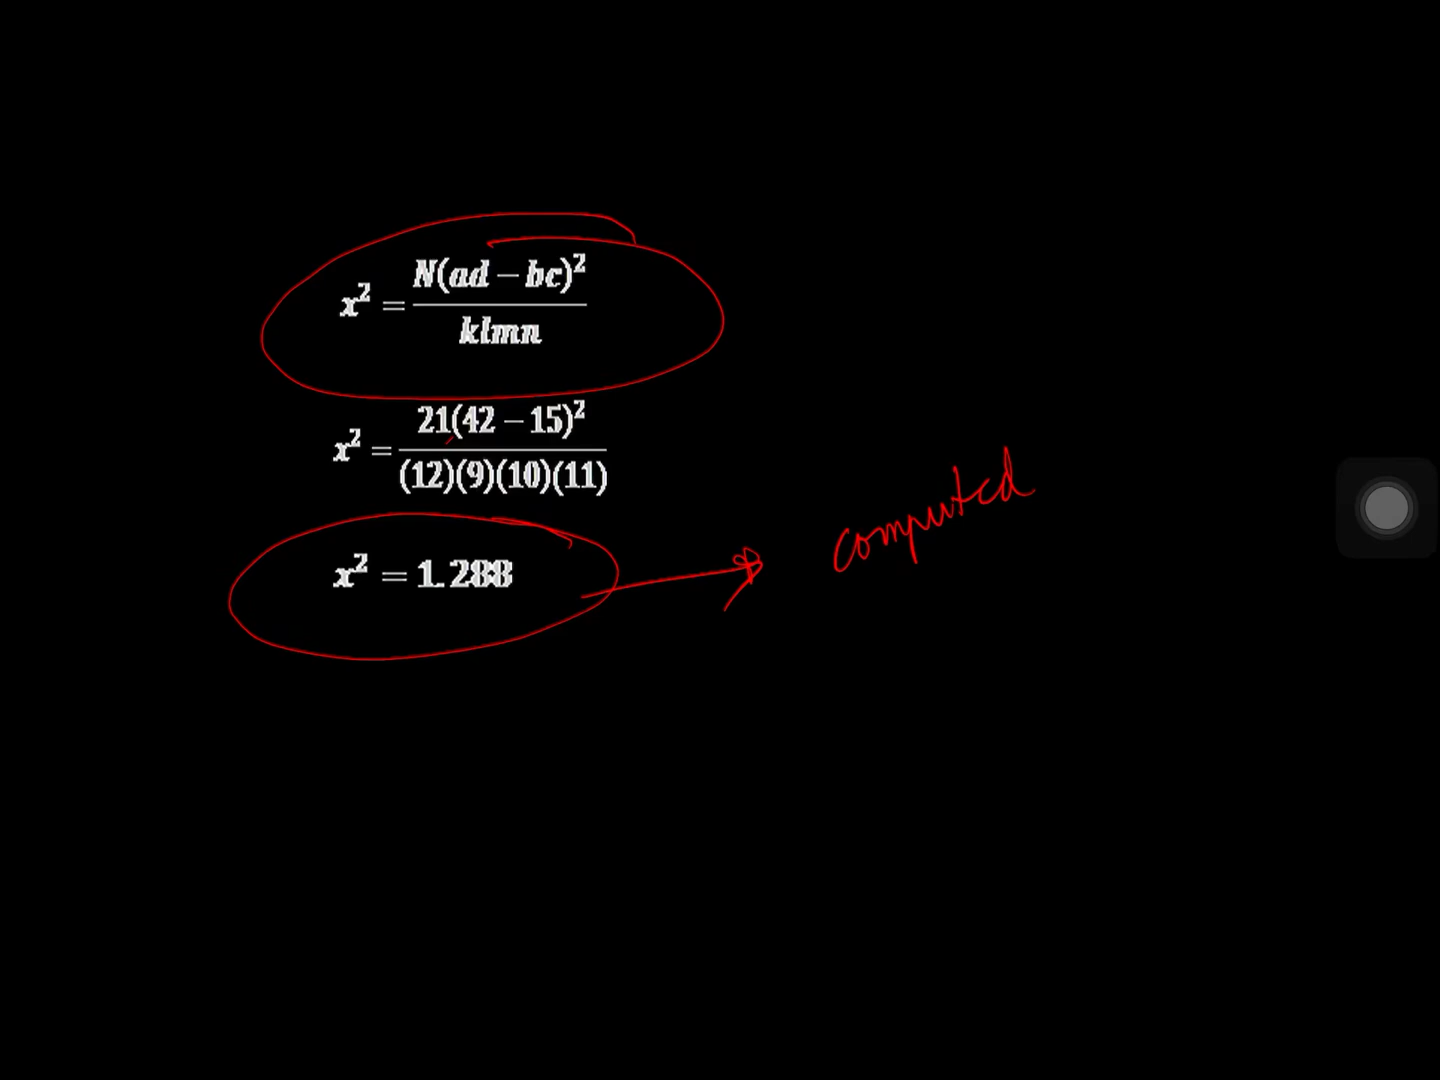 x² = N(ad − bc)² / klmn
x² = 21(42 − 15)² / (12)(9)(10)(11)
x² = 1.288
computed